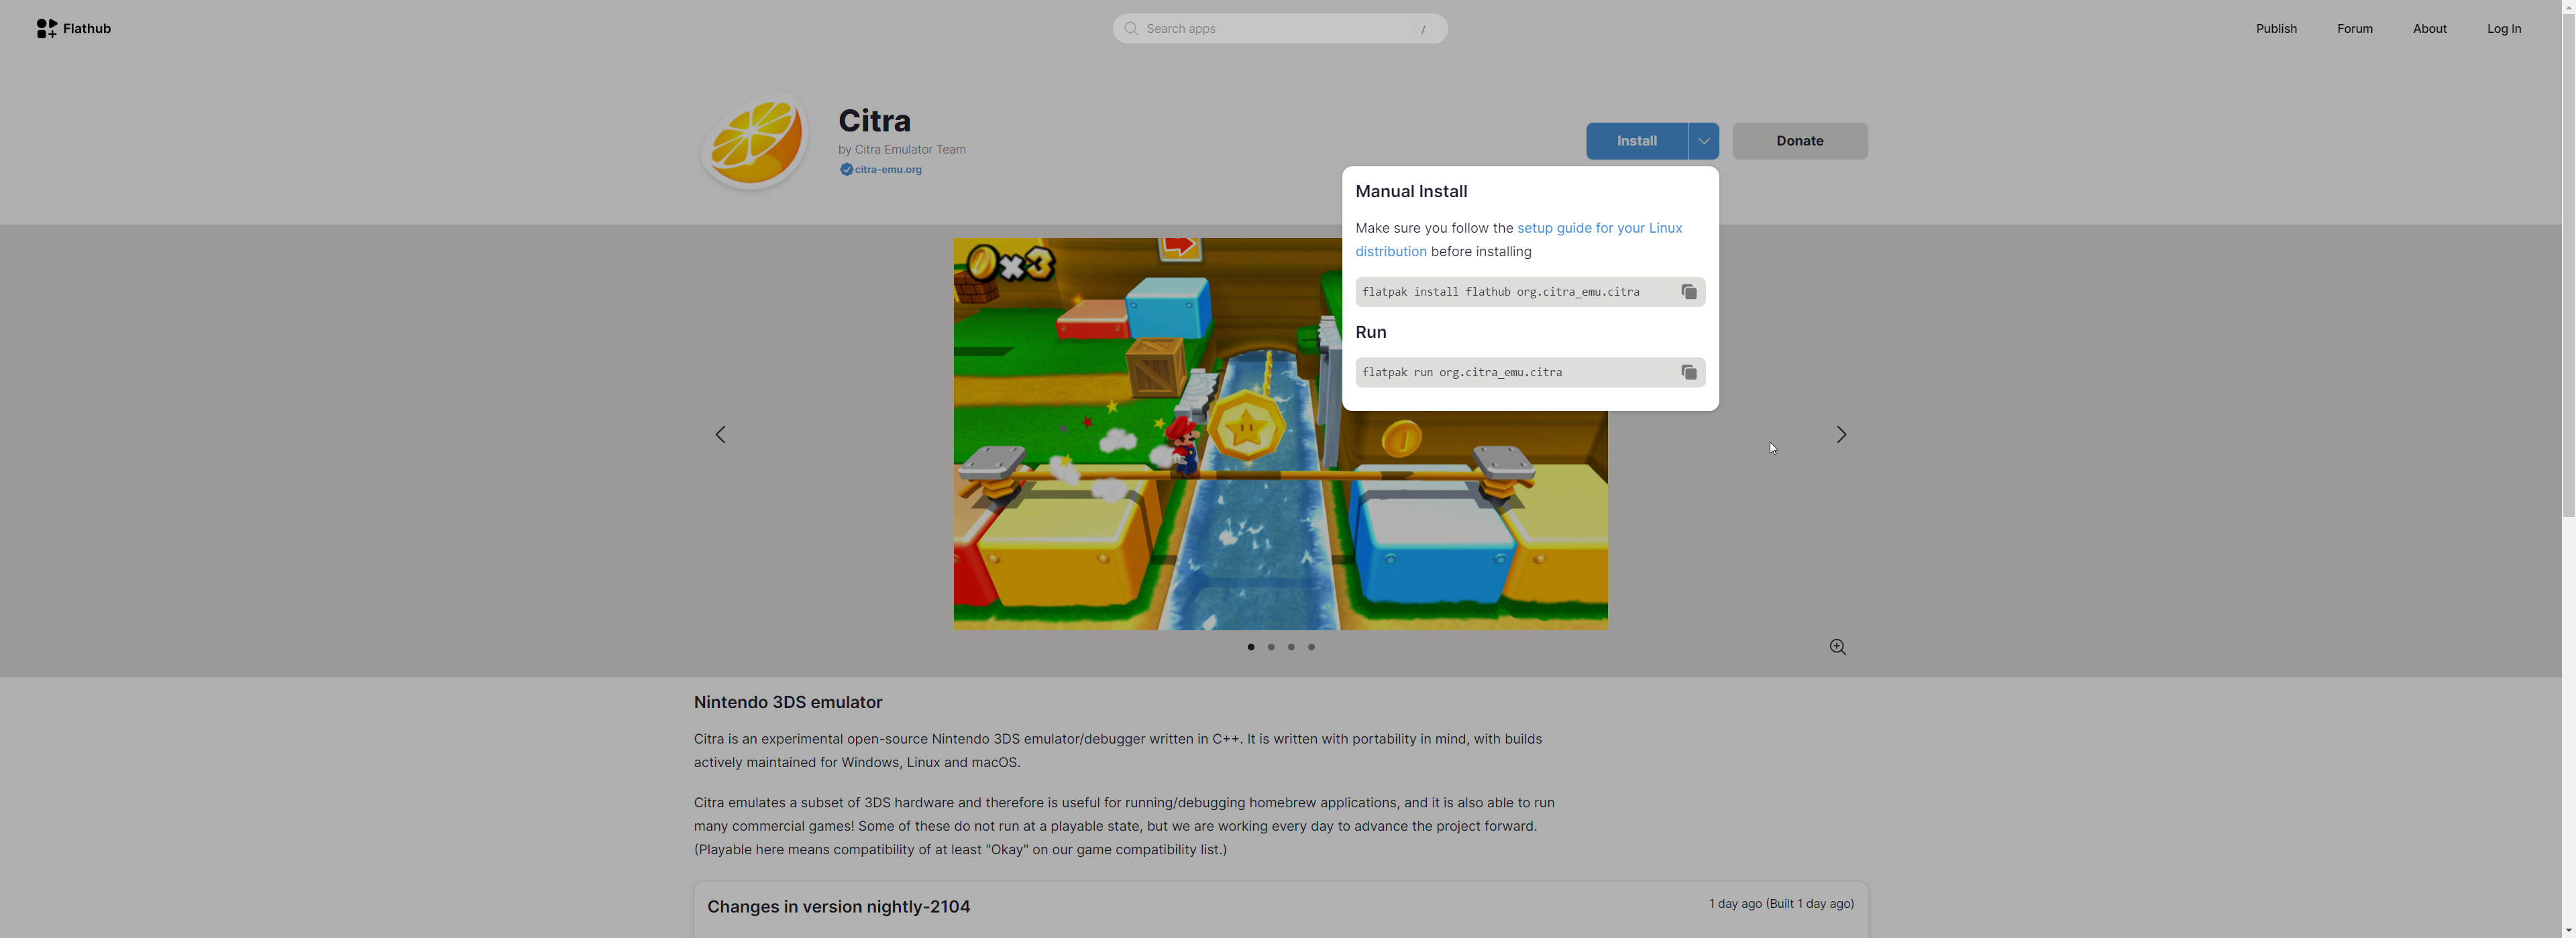 Flathub
Search apps
/
Publish
Forum
About
Log In
Citra
by Citra Emulator Team
citra-emu.org
Install
Donate
Manual Install
Make sure you follow the setup guide for your Linux
distribution before installing
flatpak install flathub org.citra_emu.citra
Run
flatpak run org.citra_emu.citra
x3
Nintendo 3DS emulator
Citra is an experimental open-source Nintendo 3DS emulator/debugger written in C++. It is written with portability in mind, with builds
actively maintained for Windows, Linux and macOS.
Citra emulates a subset of 3DS hardware and therefore is useful for running/debugging homebrew applications, and it is also able to run
many commercial games! Some of these do not run at a playable state, but we are working every day to advance the project forward.
(Playable here means compatibility of at least "Okay" on our game compatibility list.)
Changes in version nightly-2104
1 day ago (Built 1 day ago)